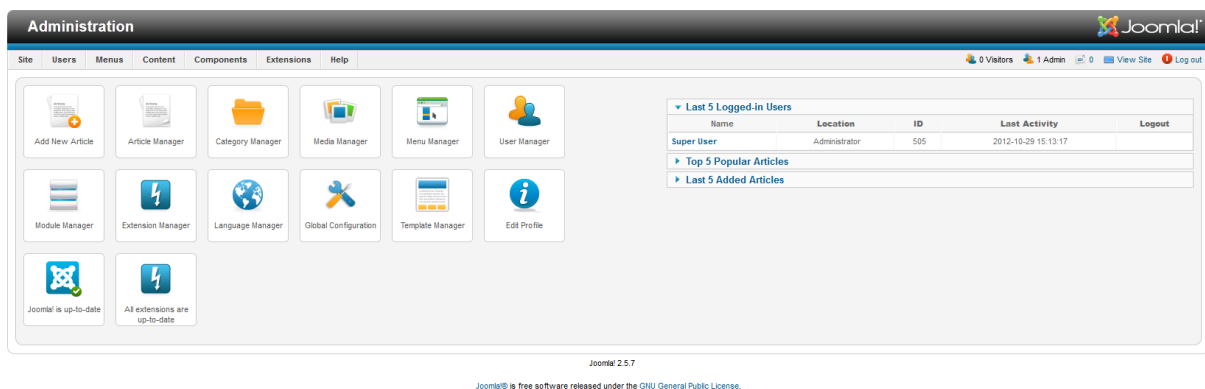 Administration
Joomla!
Site Users Menus Content Components Extensions Help
0 Visitors 1 Admin 0 View Site Log out
Add New Article Article Manager Category Manager Media Manager Menu Manager User Manager
Module Manager Extension Manager Language Manager Global Configuration Template Manager Edit Profile
Joomla! is up-to-date All extensions are
up-to-date
Last 5 Logged-in Users
Name Location ID Last Activity Logout
Super User Administrator 505 2012-10-29 15:13:17
Top 5 Popular Articles
Last 5 Added Articles
Joomla! 2.5.7
Joomla!® is free software released under the GNU General Public License.